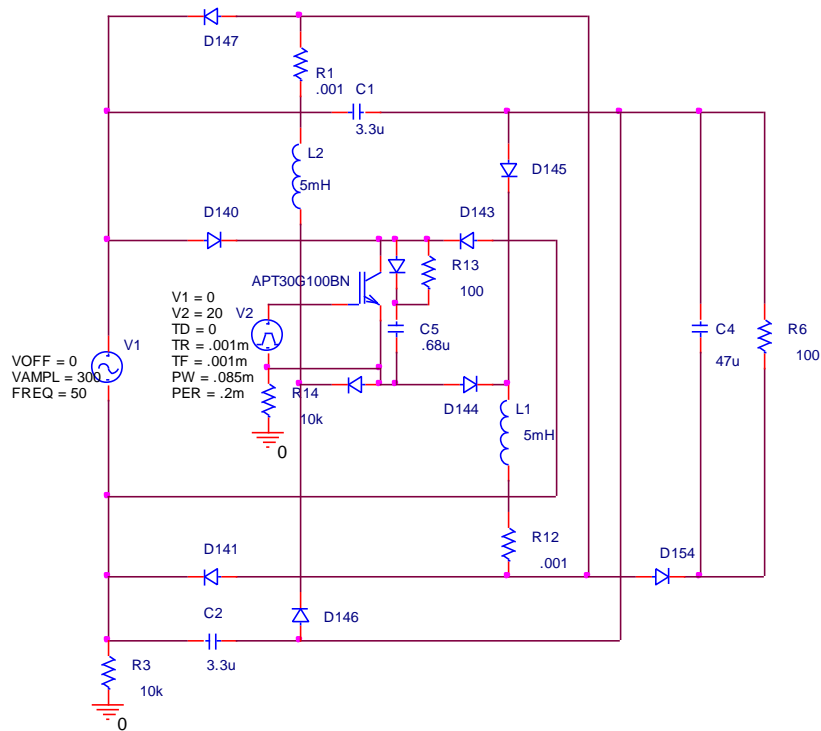 D147
R1
.001
C1
3.3u
L2
5mH
D145
D140
D143
APT30G100BN
R13
100
V1 = 0
V2 = 20
TD = 0
TR = .001m
TF = .001m
PW = .085m
PER = .2m
V2
C5
.68u
C4
47u
R6
100
V1
VOFF = 0
VAMPL = 300
FREQ = 50
R14
10k
0
D144
L1
5mH
R12
.001
D141
D154
C2
3.3u
D146
R3
10k
0